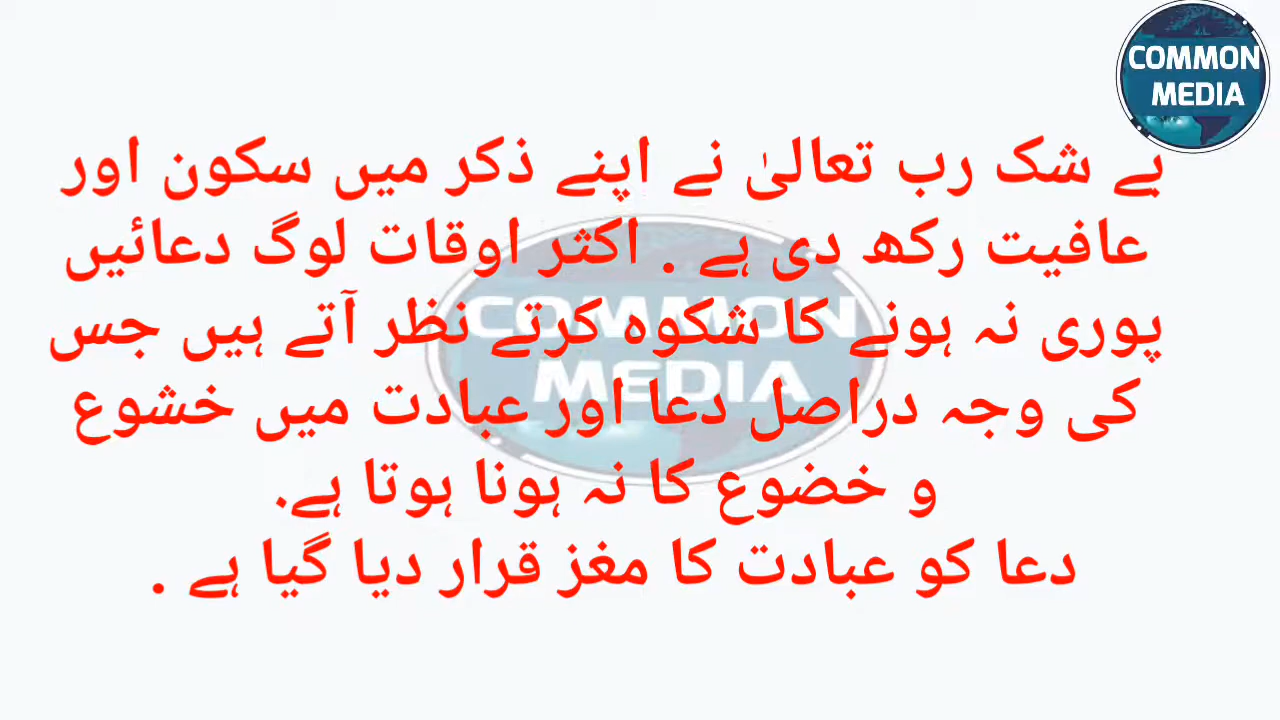 COMMON
MEDIA
بے شک رب تعالیٰ نے اپنے ذکر میں سکون اور
عافیت رکھ دی ہے . اکثر اوقات لوگ دعائیں
پوری نہ ہونے کا شکوہ کرتے نظر آتے ہیں جس
کی وجہ دراصل دعا اور عبادت میں خشوع
و خضوع کا نہ ہونا ہوتا ہے.
دعا کو عبادت کا مغز قرار دیا گیا ہے .
COMMON
MEDIA